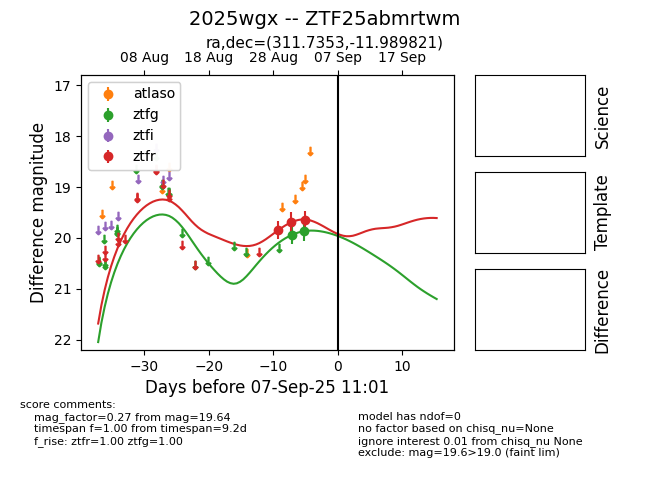 2025wgx -- ZTF25abmrtwm
ra,dec=(311.7353,-11.989821)
08 Aug 18 Aug 28 Aug 07 Sep 17 Sep
17
18
19
20
21
22
Difference magnitude
atlaso
ztfg
ztfi
ztfr
−30 −20 −10 0 10
Days before 07-Sep-25 11:01
Science
Template
Difference
score comments:
mag_factor=0.27 from mag=19.64
timespan f=1.00 from timespan=9.2d
f_rise: ztfr=1.00 ztfg=1.00
model has ndof=0
no factor based on chisq_nu=None
ignore interest 0.01 from chisq_nu None
exclude: mag=19.6>19.0 (faint lim)